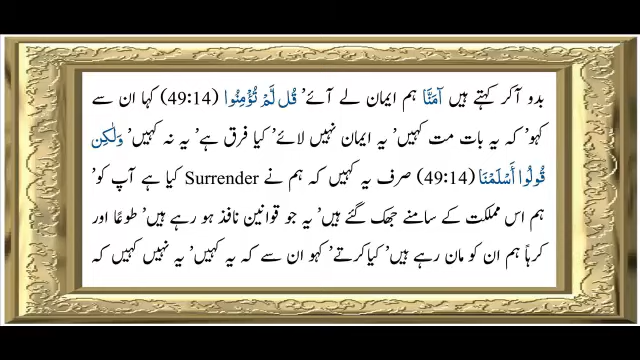 بدو آکر کہتے ہیں آمَنَّا ہم ایمان لے آئے’ قُل لَّمْ تُؤْمِنُوا (49:14) کہا ان سے
کہو’ کہ یہ بات مت کہیں’ یہ ایمان نہیں لائے’ کیا فرق ہے’ یہ نہ کہیں’ وَلَٰكِن
قُولُوا أَسْلَمْنَا (49:14) صرف یہ کہیں کہ ہم نے Surrender کیا ہے آپ کو’
ہم اس مملکت کے سامنے جھک گئے ہیں’ یہ جو قوانین نافذ ہو رہے ہیں’ طوعًا اور
کرہاً ہم ان کو مان رہے ہیں’ کیا کرتے’ کہو ان سے کہ یہ کہیں’ یہ نہیں کہیں کہ